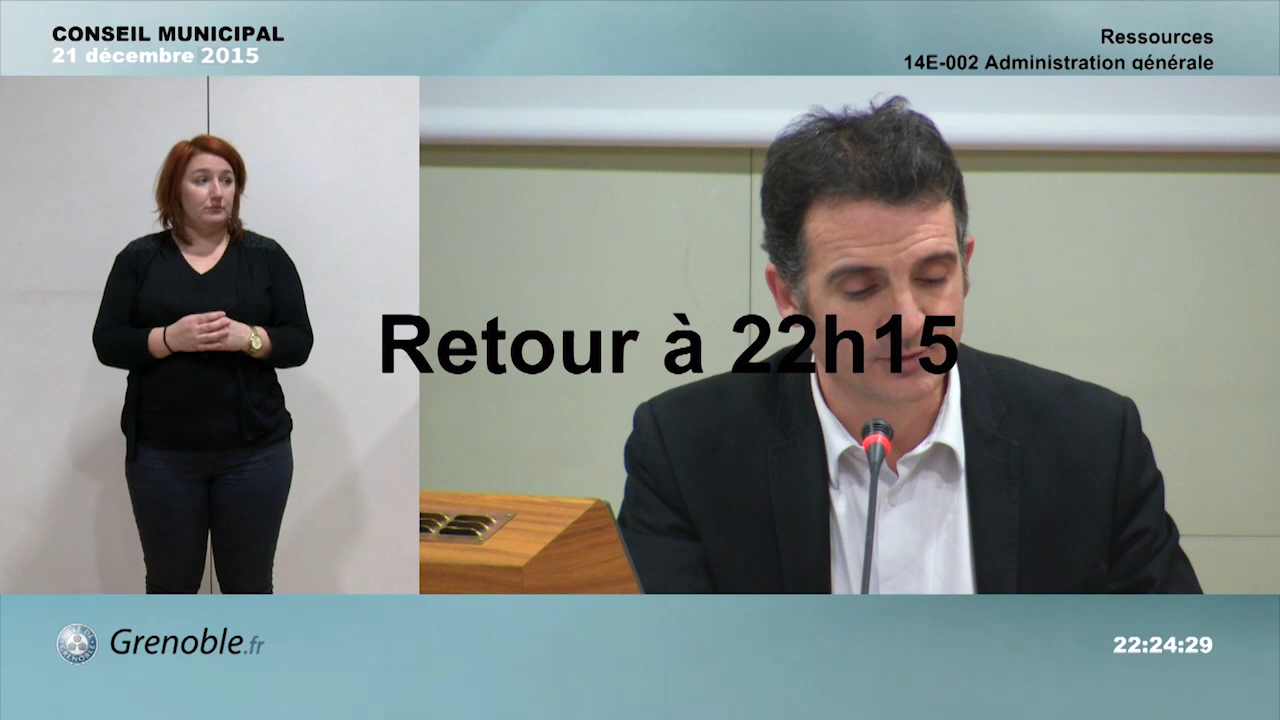 CONSEIL MUNICIPAL
21 décembre 2015
Ressources
14E-002 Administration générale
Retour à 22h15
Grenoble.fr
22:24:29